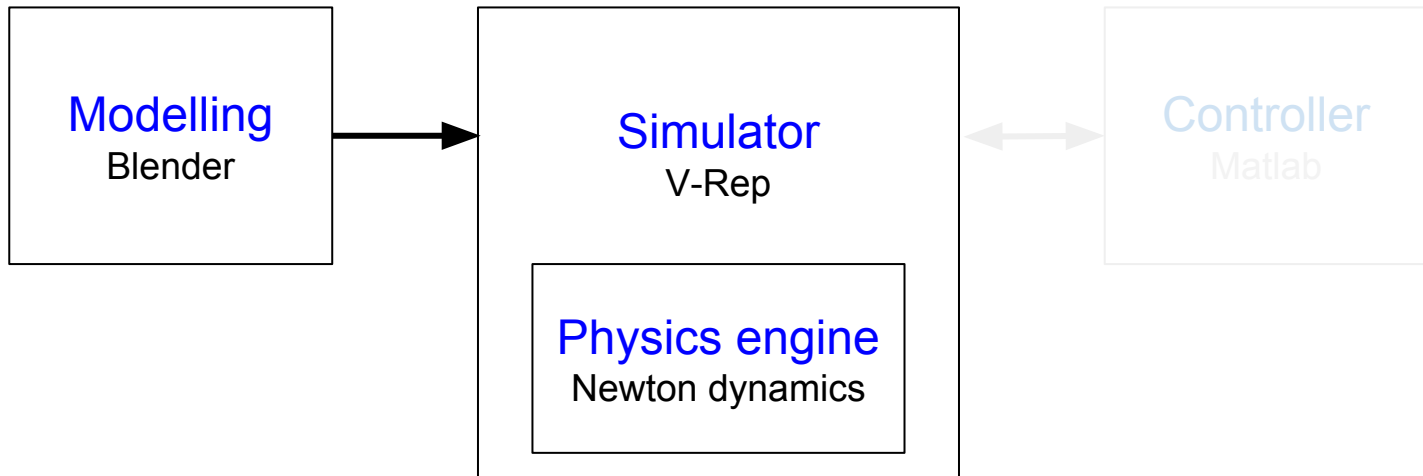 Modelling
Blender
Simulator
V-Rep
Physics engine
Newton dynamics
Controller
Matlab